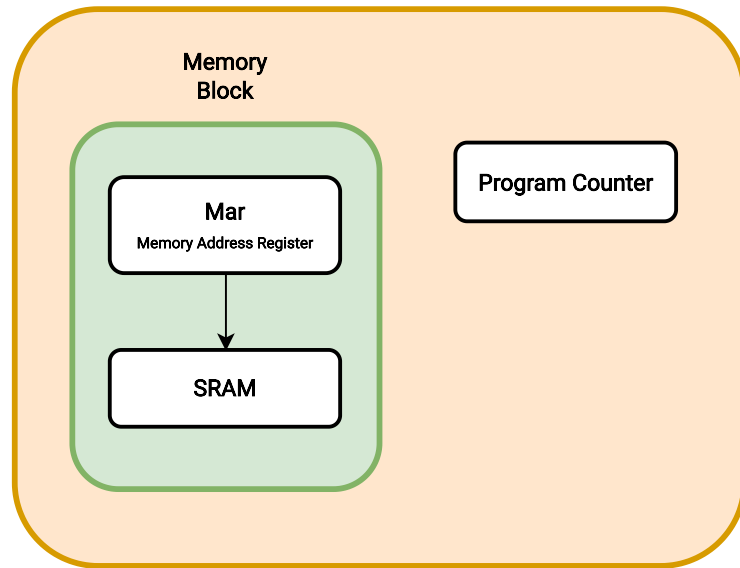 Memory
Block
Mar
Memory Address Register
SRAM
Program Counter